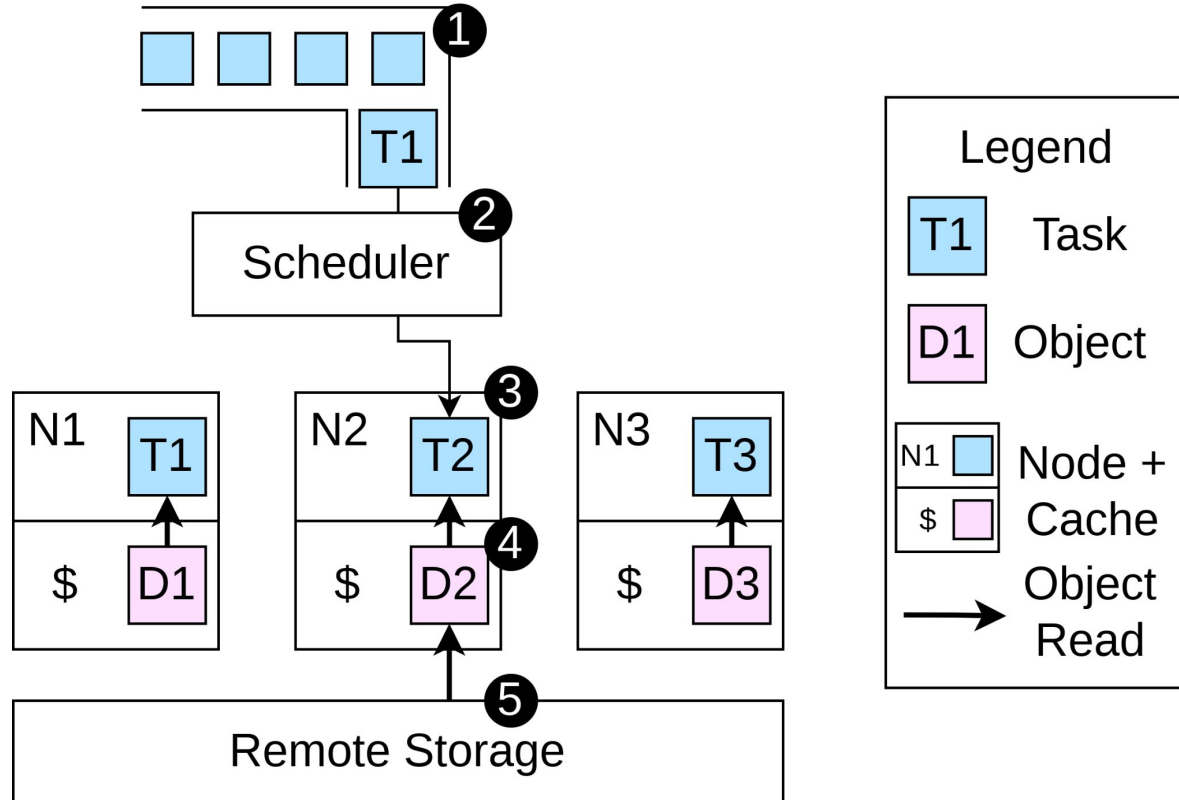 1
T1
2
Scheduler
3
N1
T1
N2
T2
N3
T3
4
$
D1
$
D2
$
D3
5
Remote Storage
Legend
T1
Task
D1
Object
N1
$
Node +
Cache
Object
Read